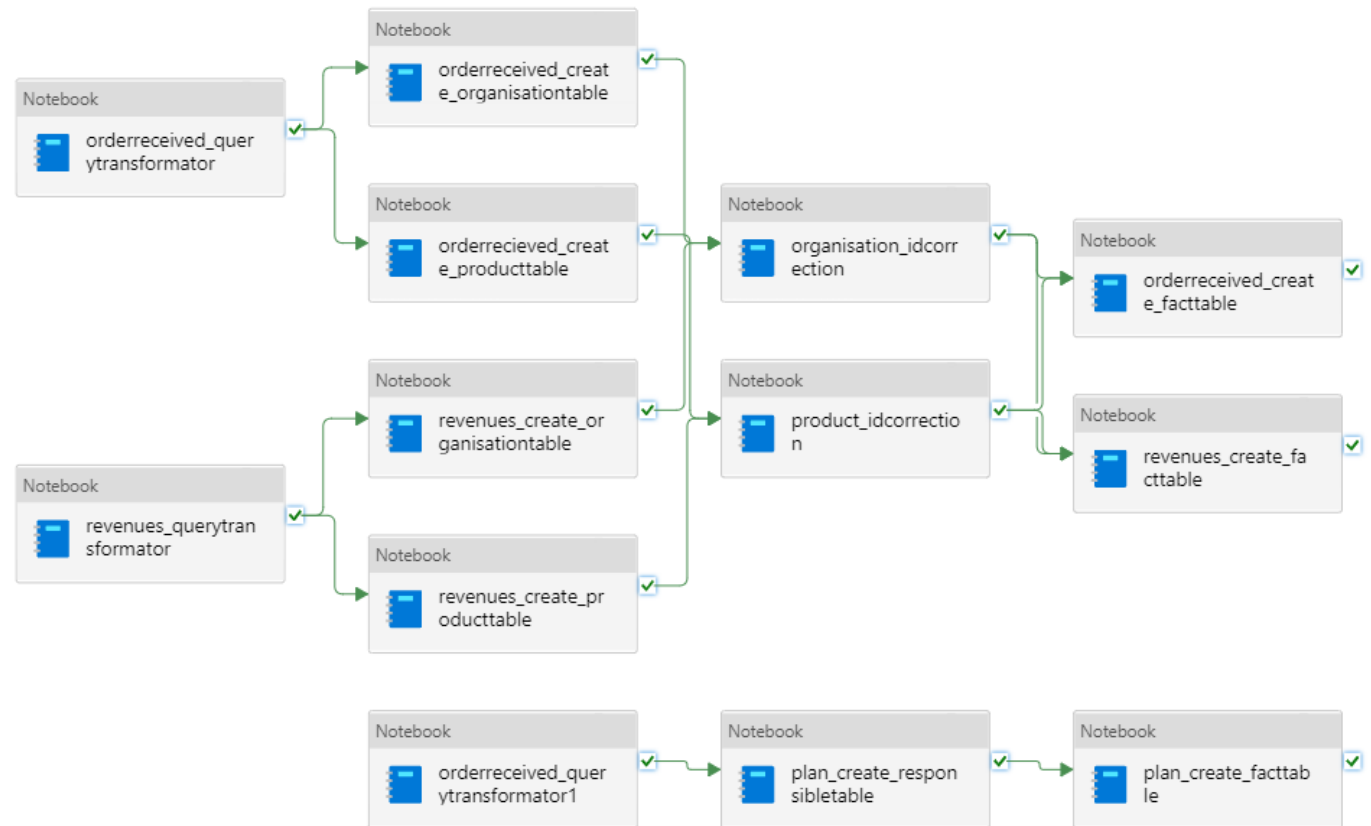 Notebook
orderreceived_creat
e_organisationtable
Notebook
orderreceived_quer
ytransformator
Notebook
orderrecieved_creat
e_producttable
Notebook
organisation_idcorr
ection
Notebook
orderreceived_creat
e_facttable
Notebook
revenues_create_or
ganisationtable
Notebook
product_idcorrectio
n
Notebook
revenues_create_fa
cttable
Notebook
revenues_querytran
sformator
Notebook
revenues_create_pr
oducttable
Notebook
orderreceived_quer
ytransformator1
Notebook
plan_create_respon
sibletable
Notebook
plan_create_facttab
le